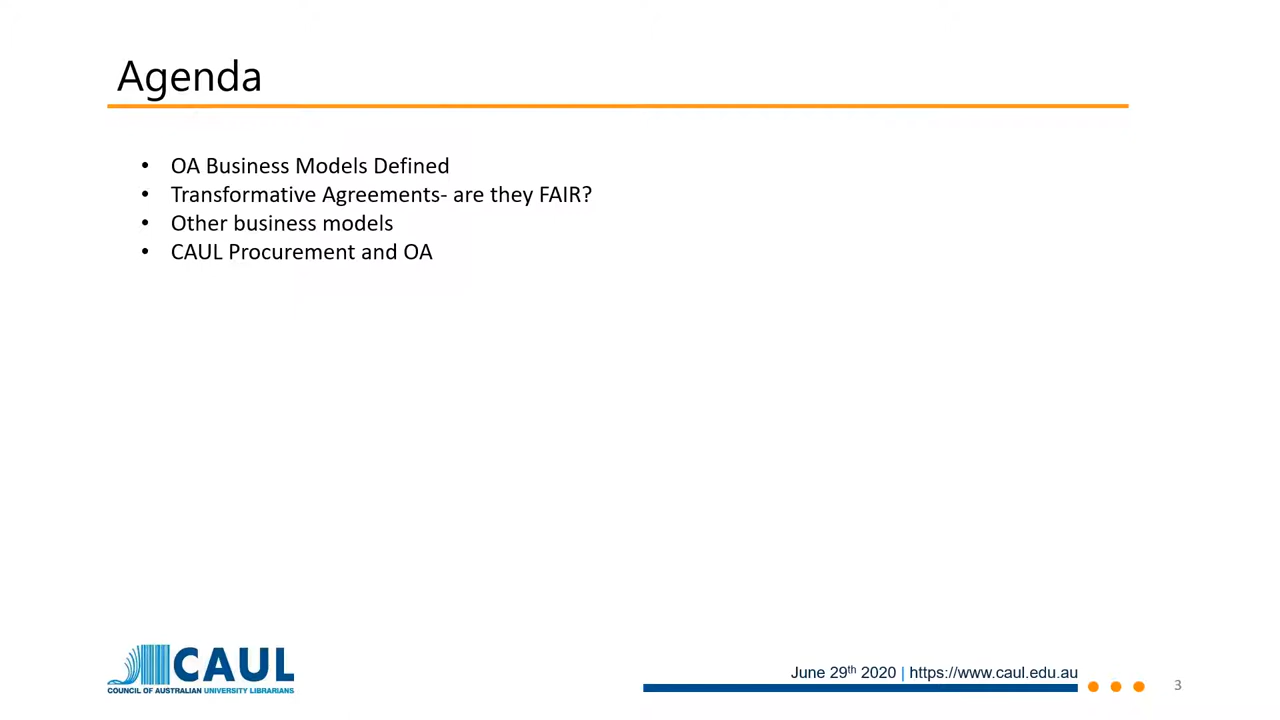 Agenda
• OA Business Models Defined
• Transformative Agreements- are they FAIR?
• Other business models
• CAUL Procurement and OA
CAUL
COUNCIL OF AUSTRALIAN UNIVERSITY LIBRARIANS
June 29th 2020 | https://www.caul.edu.au
3